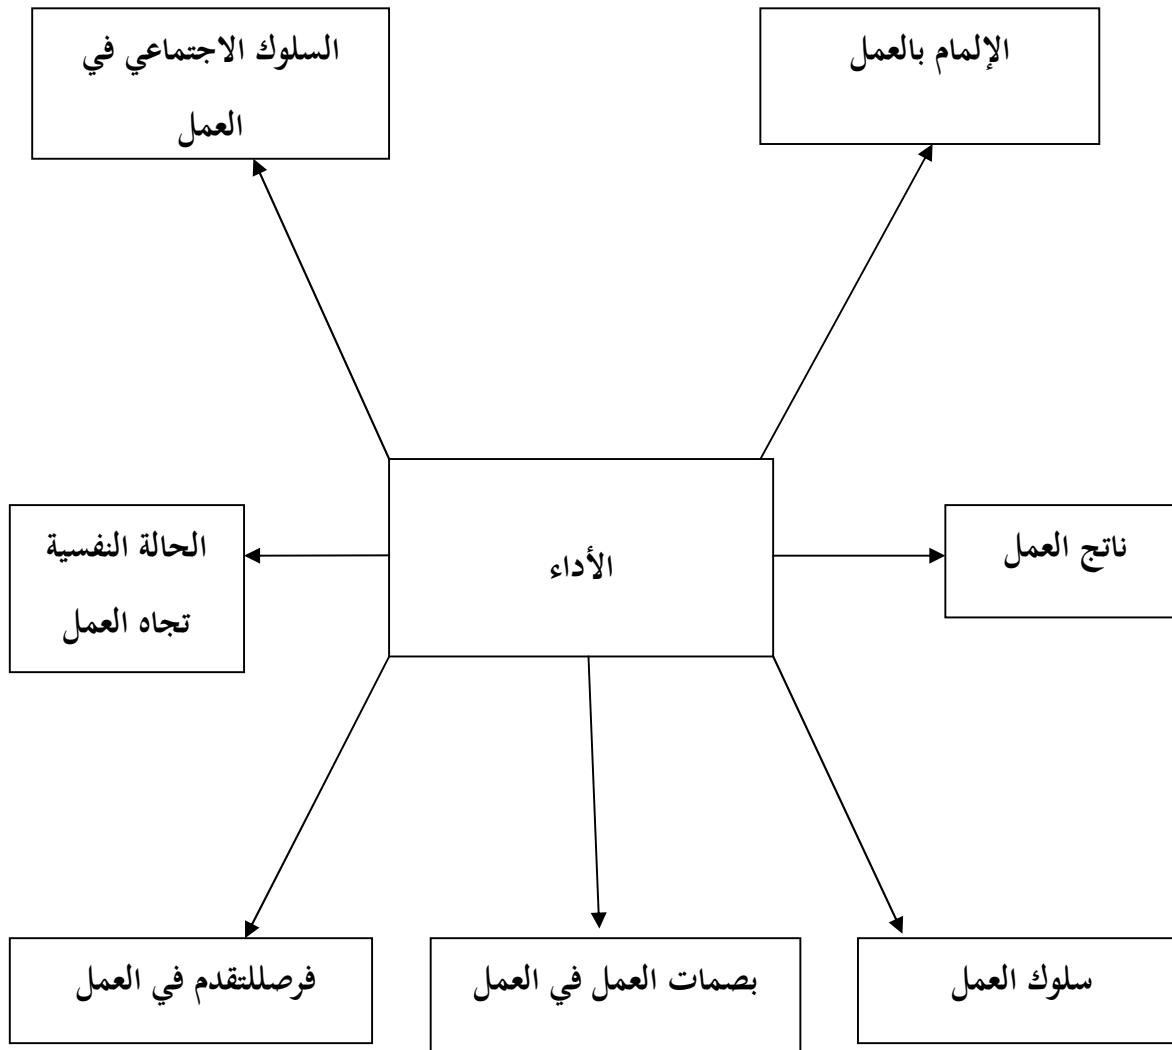 الإلمام بالعمل
السلوك الاجتماعي في
العمل
ناتج العمل
الأداء
الحالة النفسية
تجاه العمل
سلوك العمل
بصمات العمل في العمل
فرصللتقدم في العمل